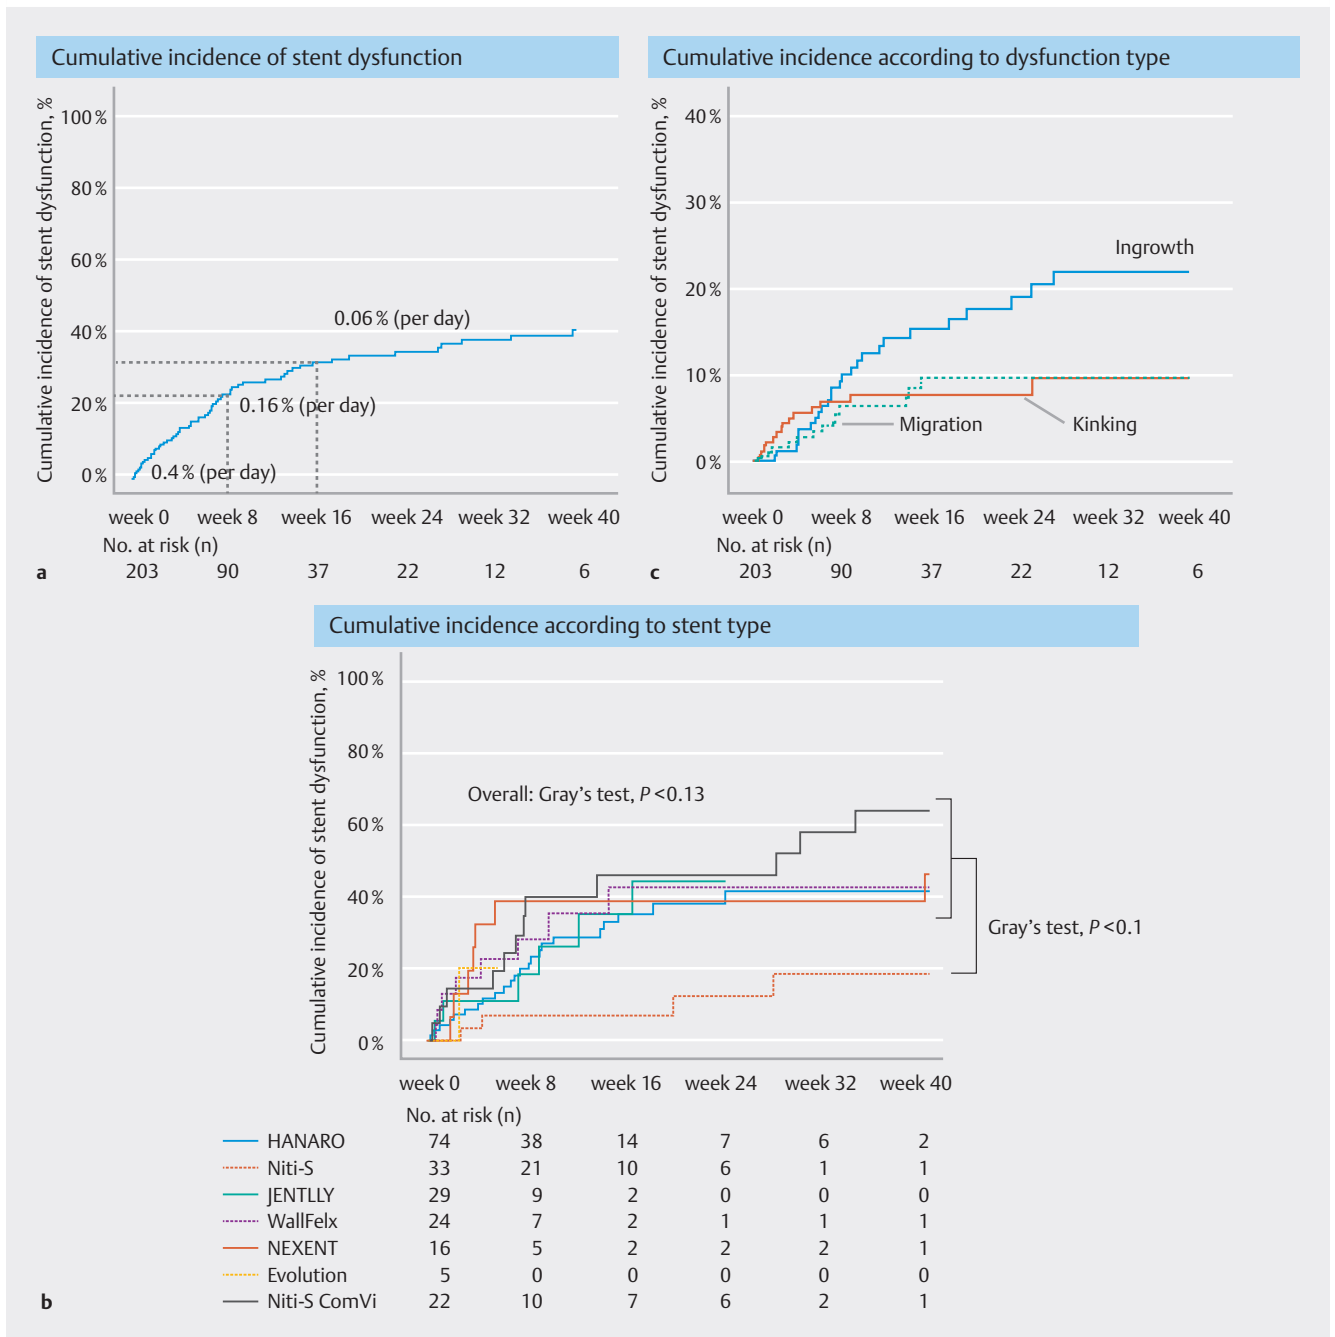 Cumulative incidence of stent dysfunction
Cumulative incidence of stent dysfunction, %
100 %
80 %
60 %
40 %
20 %
0 %
0.06 % (per day)
0.16 % (per day)
0.4 % (per day)
week 0 week 8 week 16 week 24 week 32 week 40
No. at risk (n)
203 90 37 22 12 6
a
Cumulative incidence according to dysfunction type
Cumulative incidence of stent dysfunction, %
40 %
30 %
20 %
10 %
0 %
Ingrowth
Migration
Kinking
week 0 week 8 week 16 week 24 week 32 week 40
No. at risk (n)
203 90 37 22 12 6
c
Cumulative incidence according to stent type
Cumulative incidence of stent dysfunction, %
100 %
80 %
60 %
40 %
20 %
0 %
Overall: Gray's test, P <0.13
Gray's test, P <0.1
week 0 week 8 week 16 week 24 week 32 week 40
No. at risk (n)
HANARO 74 38 14 7 6 2
Niti-S 33 21 10 6 1 1
JENTLLY 29 9 2 0 0 0
WallFelx 24 7 2 1 1 1
NEXENT 16 5 2 2 2 1
Evolution 5 0 0 0 0 0
Niti-S ComVi 22 10 7 6 2 1
b